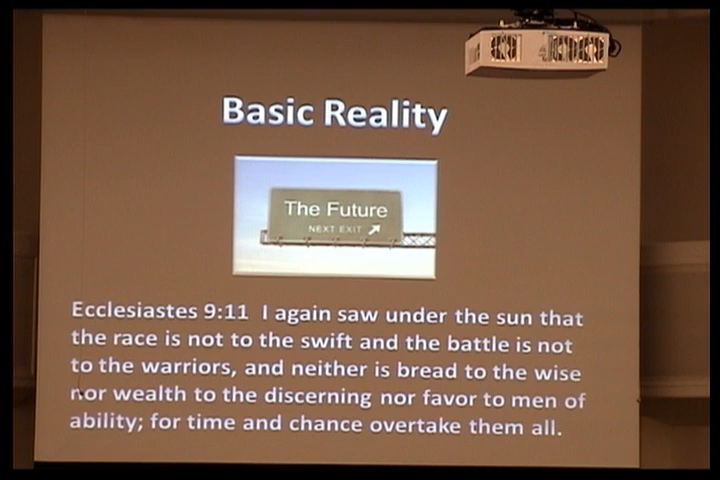 Basic Reality
The Future
NEXT EXIT
Ecclesiastes 9:11 I again saw under the sun that
the race is not to the swift and the battle is not
to the warriors, and neither is bread to the wise
nor wealth to the discerning nor favor to men of
ability; for time and chance overtake them all.